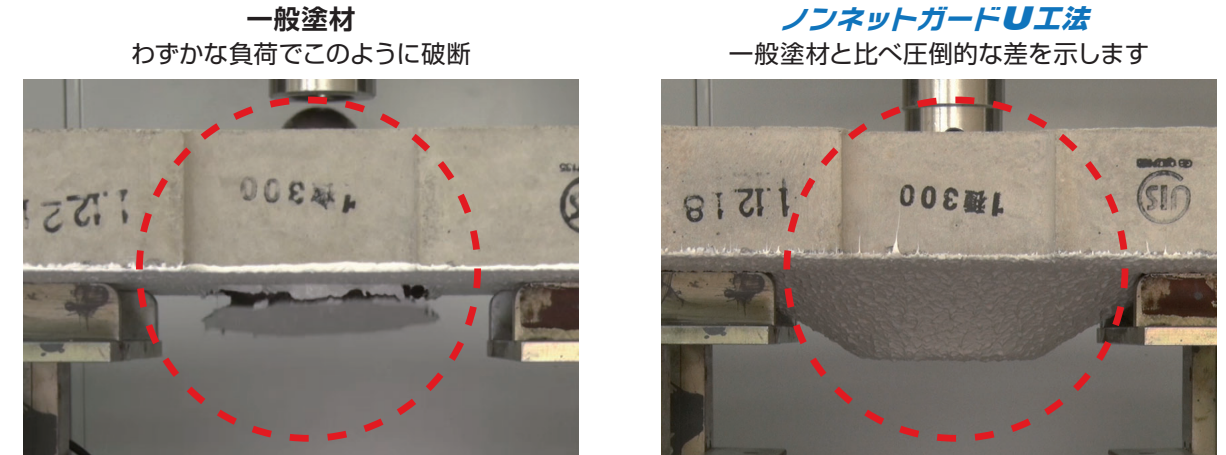 一般塗材
わずかな負荷でこのように破断
ノンネットガードU工法
一般塗材と比べ圧倒的な差を示します
1種300
1.12.2
1種300
1.12.18
JIS